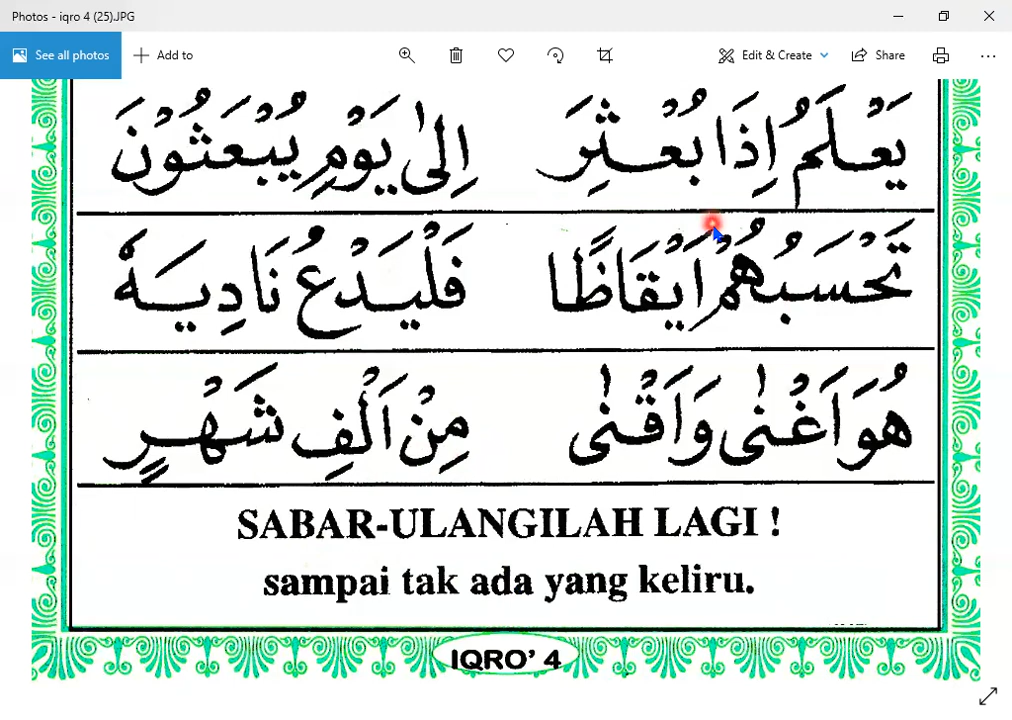 Photos - iqro 4 (25).JPG
See all photos
Add to
Edit & Create
Share
يَعْلَمُ اِذَا بُعْثِرَ اِلٰى يَوْمِ يُبْعَثُوْنَ
تَحْسَبُهُمْ اَيْقَاظًا فَلْيَدْعُ نَادِيَهٗ
هُوَ اَغْنٰى وَاَقْنٰى مِنْ اَلْفِ شَهْرٍ
SABAR-ULANGILAH LAGI !
sampai tak ada yang keliru.
IQRO' 4